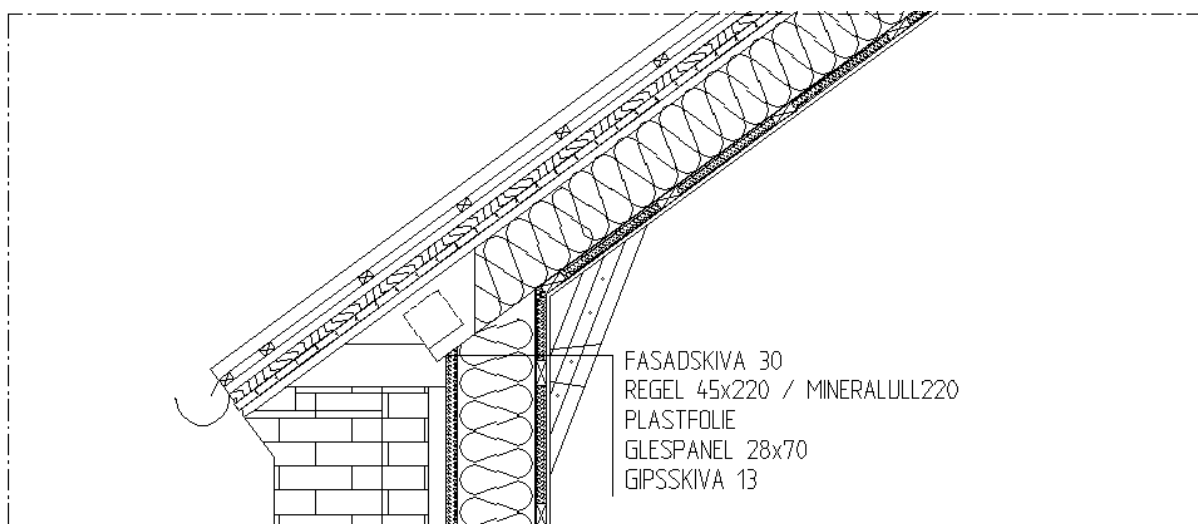 FASADSKIVA 30
REGEL 45x220 / MINERALULL220
PLASTFOLIE
GLESPANEL 28x70
GIPSSKIVA 13